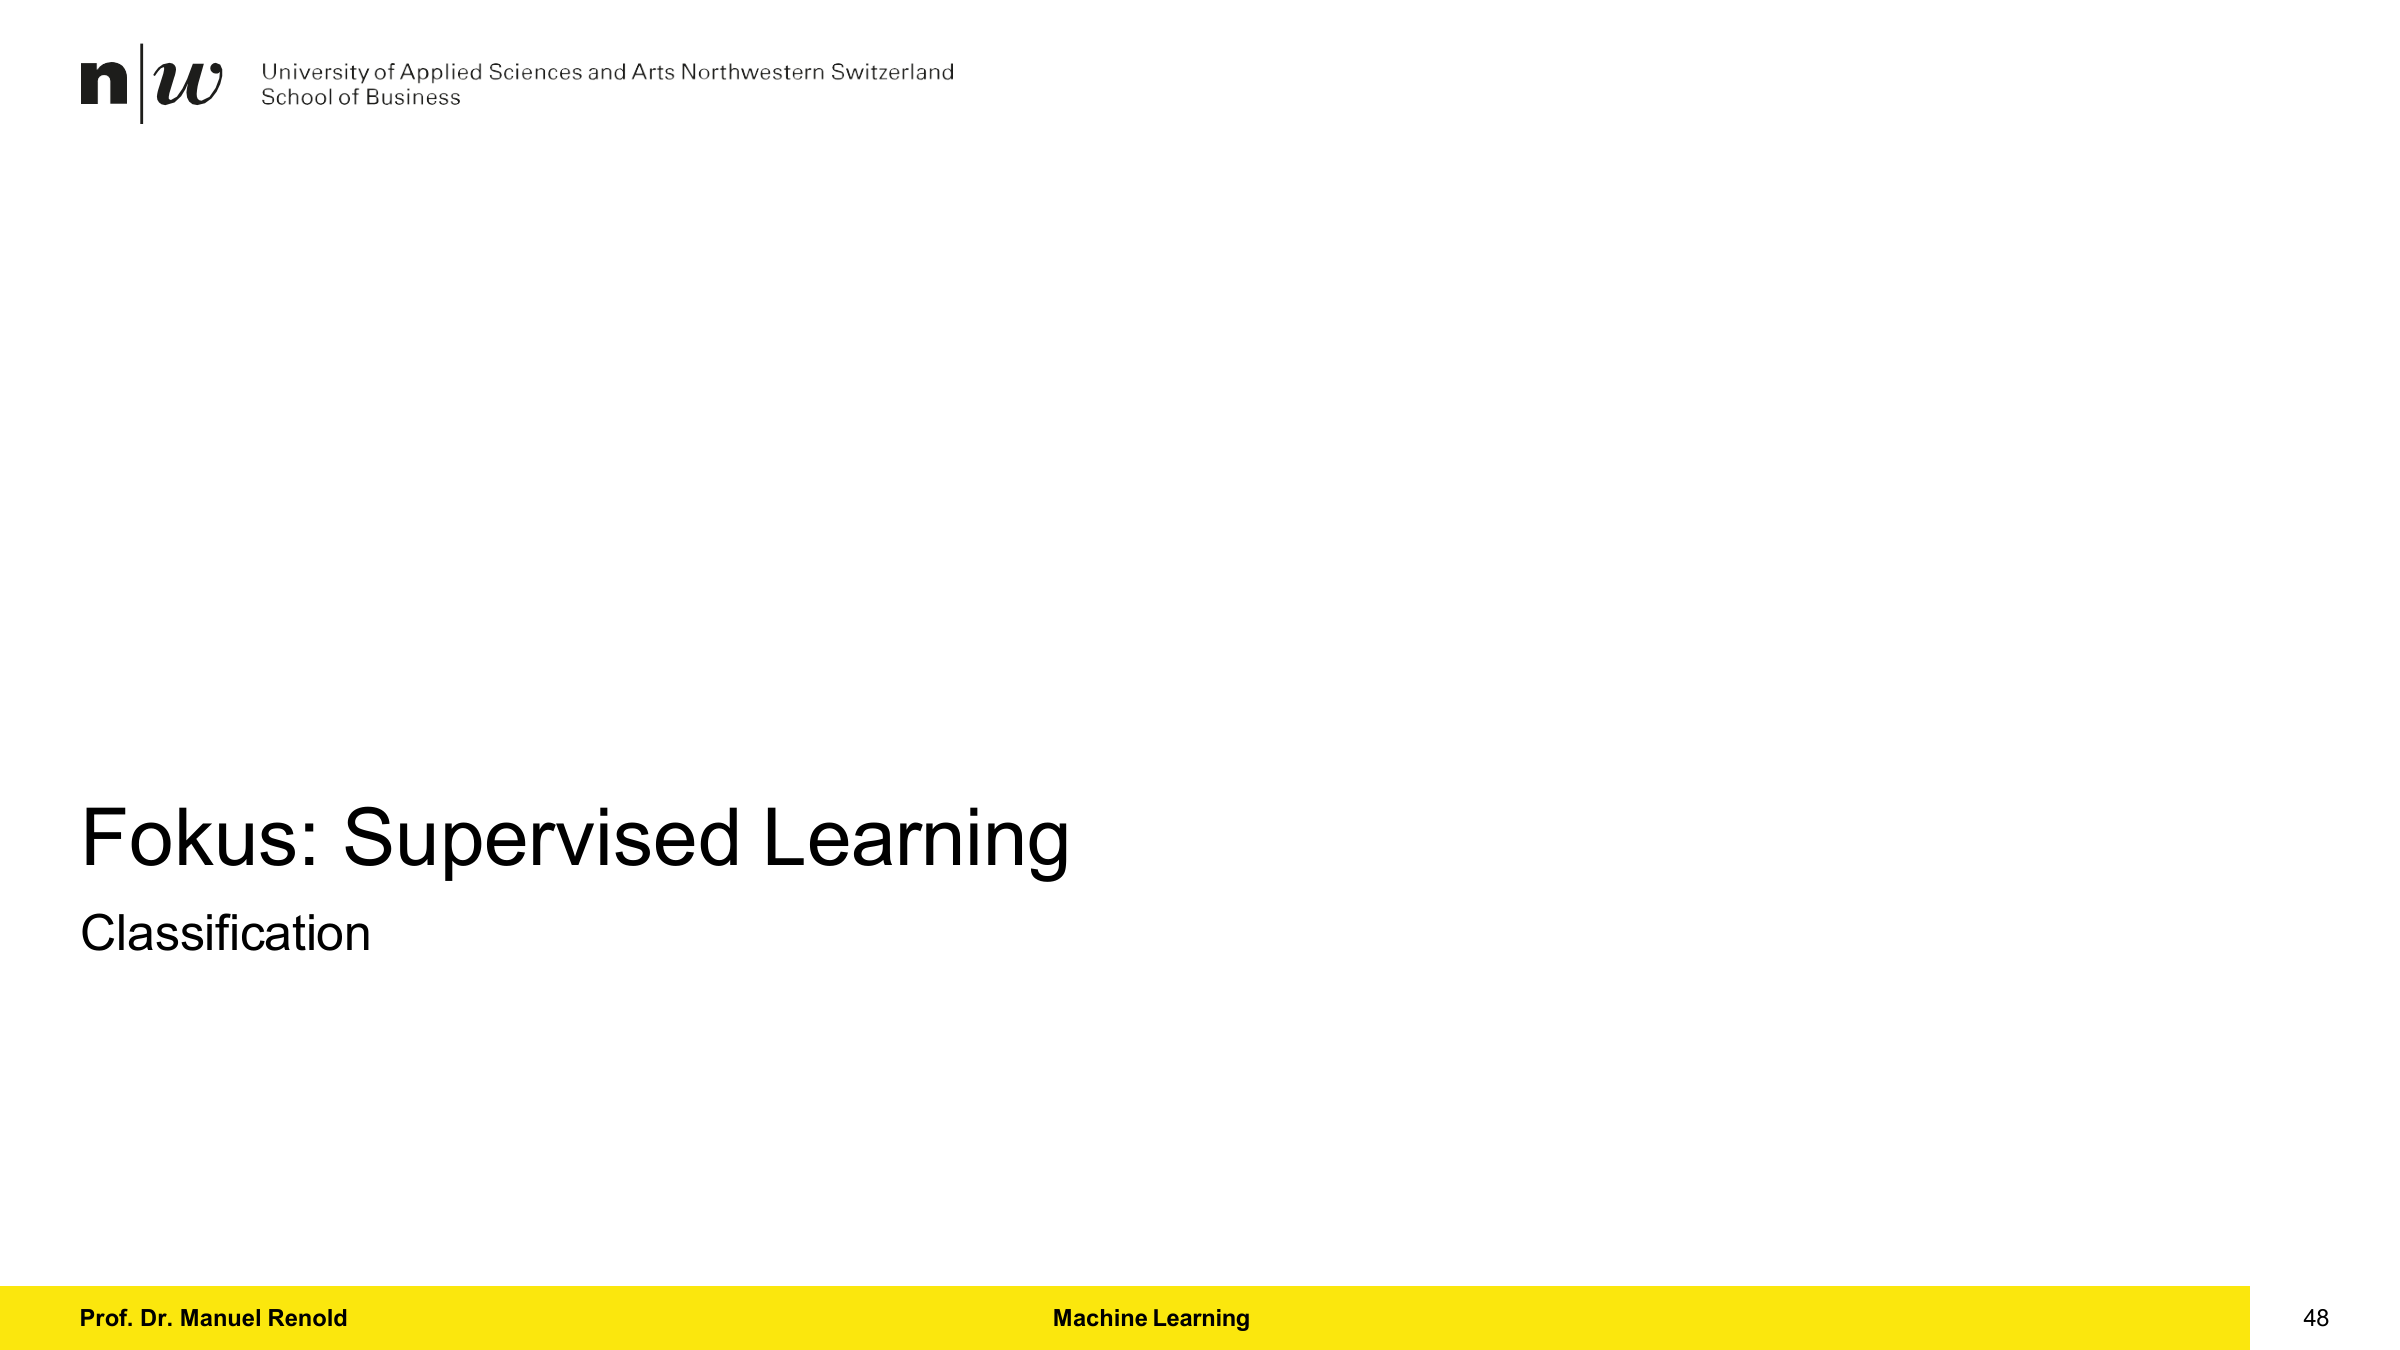 n|w
University of Applied Sciences and Arts Northwestern Switzerland
School of Business
Fokus: Supervised Learning
Classification
Prof. Dr. Manuel Renold
Machine Learning
48